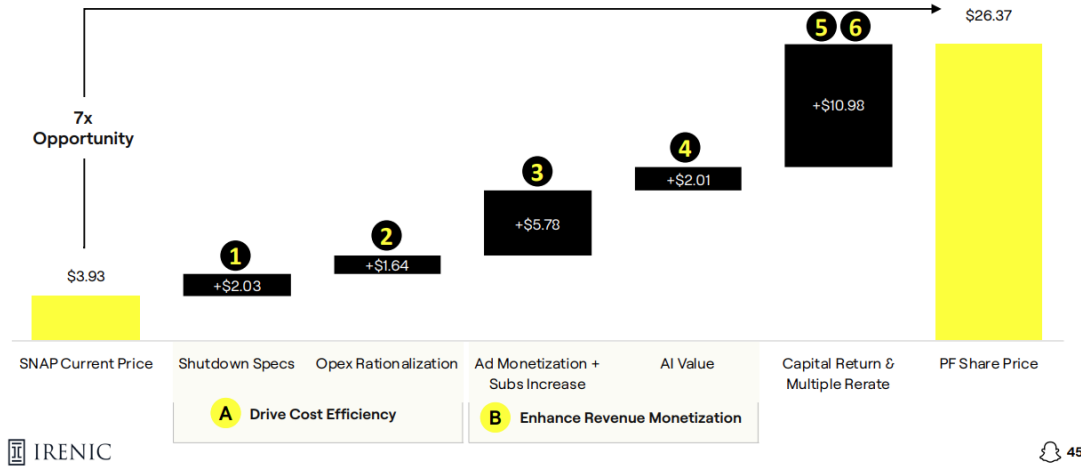 $26.37
5 6
+$10.98
7x
Opportunity
4
+$2.01
3
+$5.78
2
+$1.64
1
+$2.03
$3.93
SNAP Current Price
Shutdown Specs
Opex Rationalization
Ad Monetization +
Subs Increase
AI Value
Capital Return &
Multiple Rerate
PF Share Price
A Drive Cost Efficiency
B Enhance Revenue Monetization
IRENIC
45